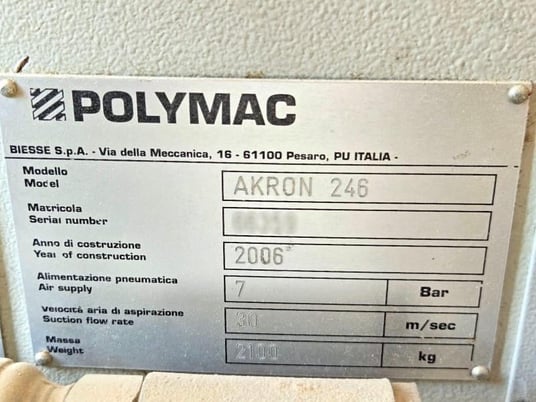 POLYMAC
BIESSE S.p.A. - Via della Meccanica, 16 - 61100 Pesaro, PU ITALIA -
Modello
Model
AKRON 246
Matricola
Serial number
Anno di costruzione
Year of construction
2006
Alimentazione pneumatica
Air supply
7 Bar
Velocità aria di aspirazione
Suction flow rate
30 m/sec
Massa
Weight
2100 kg